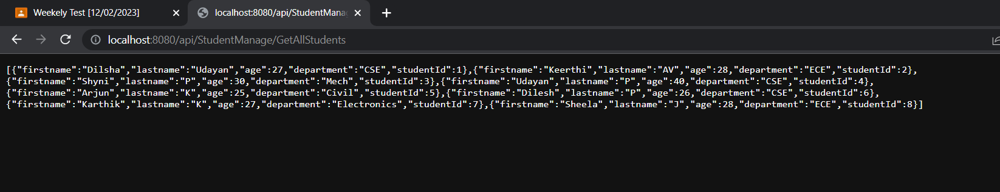 Weekely Test [12/02/2023]
localhost:8080/api/StudentMana
localhost:8080/api/StudentManage/GetAllStudents
[{"firstname":"Dilsha","lastname":"Udayan","age":27,"department":"CSE","studentId":1},{"firstname":"Keerthi","lastname":"AV","age":28,"department":"ECE","studentId":2},
{"firstname":"Shyni","lastname":"P","age":30,"department":"Mech","studentId":3},{"firstname":"Udayan","lastname":"P","age":40,"department":"CSE","studentId":4},
{"firstname":"Arjun","lastname":"K","age":25,"department":"Civil","studentId":5},{"firstname":"Dilesh","lastname":"P","age":26,"department":"CSE","studentId":6},
{"firstname":"Karthik","lastname":"K","age":27,"department":"Electronics","studentId":7},{"firstname":"Sheela","lastname":"J","age":28,"department":"ECE","studentId":8}]